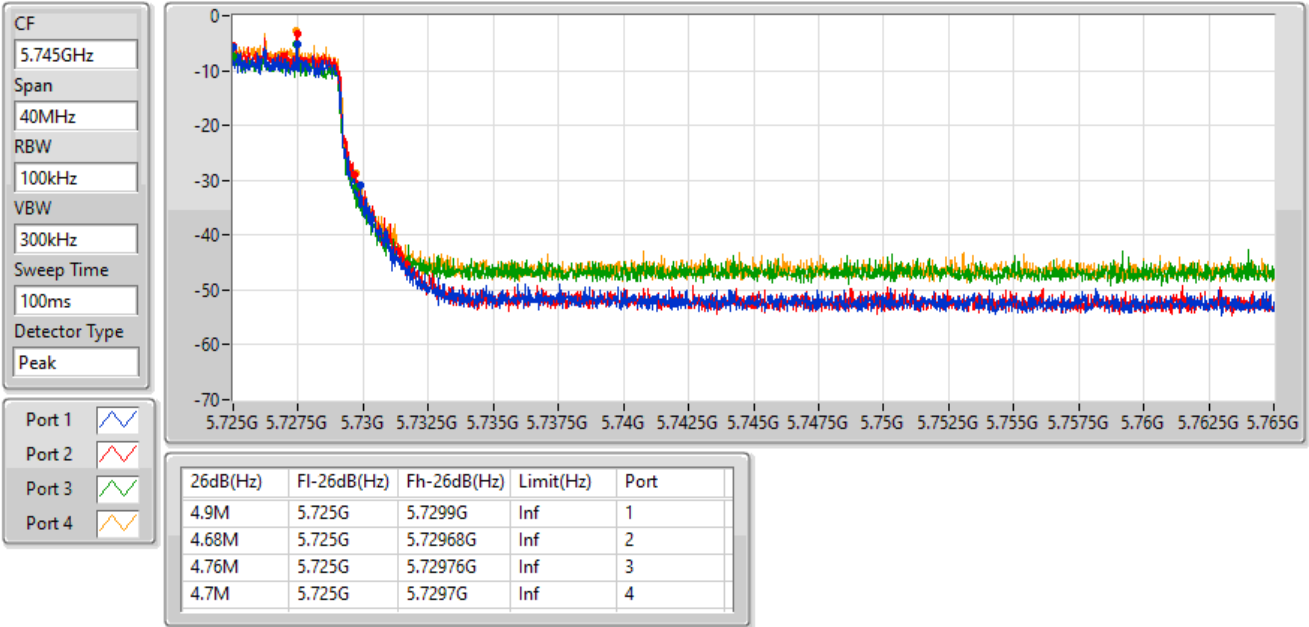 CF
5.745GHz
Span
40MHz
RBW
100kHz
VBW
300kHz
Sweep Time
100ms
Detector Type
Peak
Port 1
Port 2
Port 3
Port 4
0
-10
-20
-30
-40
-50
-60
-70
5.725G 5.7275G 5.73G 5.7325G 5.735G 5.7375G 5.74G 5.7425G 5.745G 5.7475G 5.75G 5.7525G 5.755G 5.7575G 5.76G 5.7625G 5.765G
26dB(Hz) Fl-26dB(Hz) Fh-26dB(Hz) Limit(Hz) Port
4.9M 5.725G 5.7299G Inf 1
4.68M 5.725G 5.72968G Inf 2
4.76M 5.725G 5.72976G Inf 3
4.7M 5.725G 5.7297G Inf 4